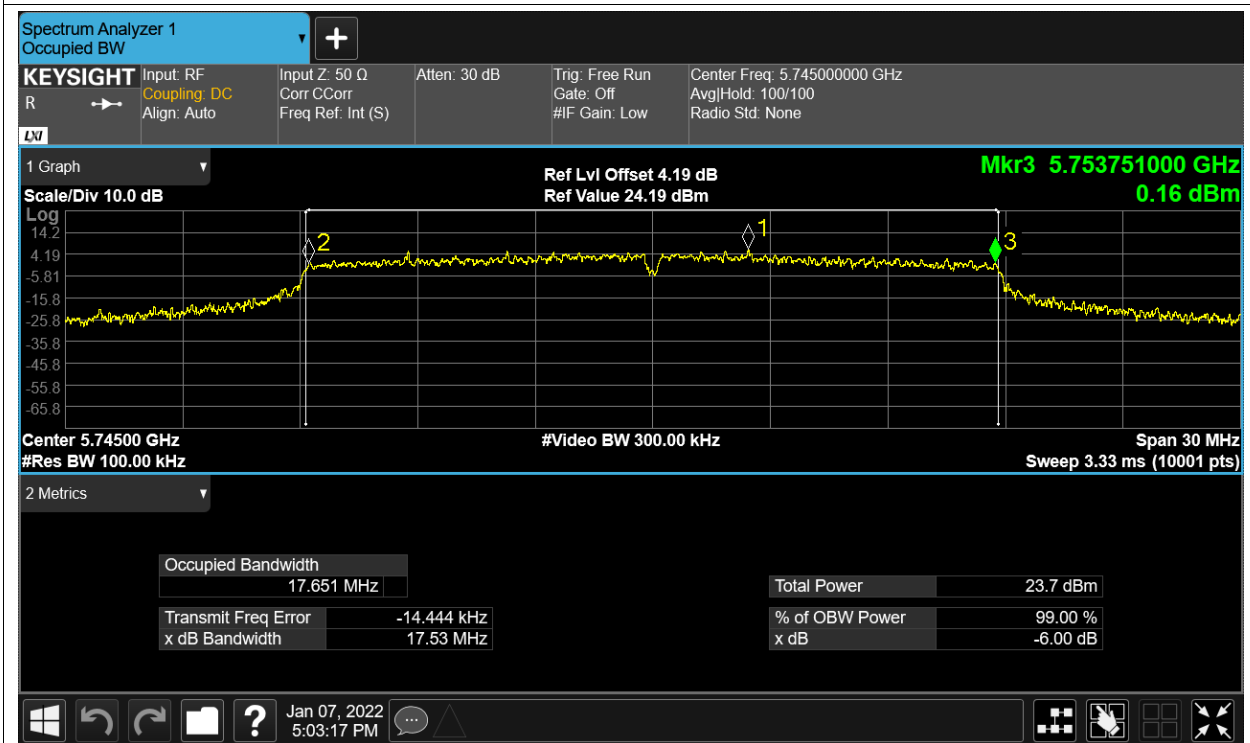 Spectrum Analyzer 1
Occupied BW
+
KEYSIGHT
R
LXI
Input: RF
Coupling: DC
Align: Auto
Input Z: 50 Ω
Corr CCorr
Freq Ref: Int (S)
Atten: 30 dB
Trig: Free Run
Gate: Off
#IF Gain: Low
Center Freq: 5.745000000 GHz
Avg|Hold: 100/100
Radio Std: None
1 Graph
Scale/Div 10.0 dB
Ref Lvl Offset 4.19 dB
Ref Value 24.19 dBm
Mkr3 5.753751000 GHz
0.16 dBm
Log
14.2
4.19
-5.81
-15.8
-25.8
-35.8
-45.8
-55.8
-65.8
2
1
3
Center 5.74500 GHz
#Res BW 100.00 kHz
#Video BW 300.00 kHz
Span 30 MHz
Sweep 3.33 ms (10001 pts)
2 Metrics
Occupied Bandwidth
17.651 MHz
Transmit Freq Error -14.444 kHz
x dB Bandwidth 17.53 MHz
Total Power 23.7 dBm
% of OBW Power 99.00 %
x dB -6.00 dB
?
Jan 07, 2022
5:03:17 PM